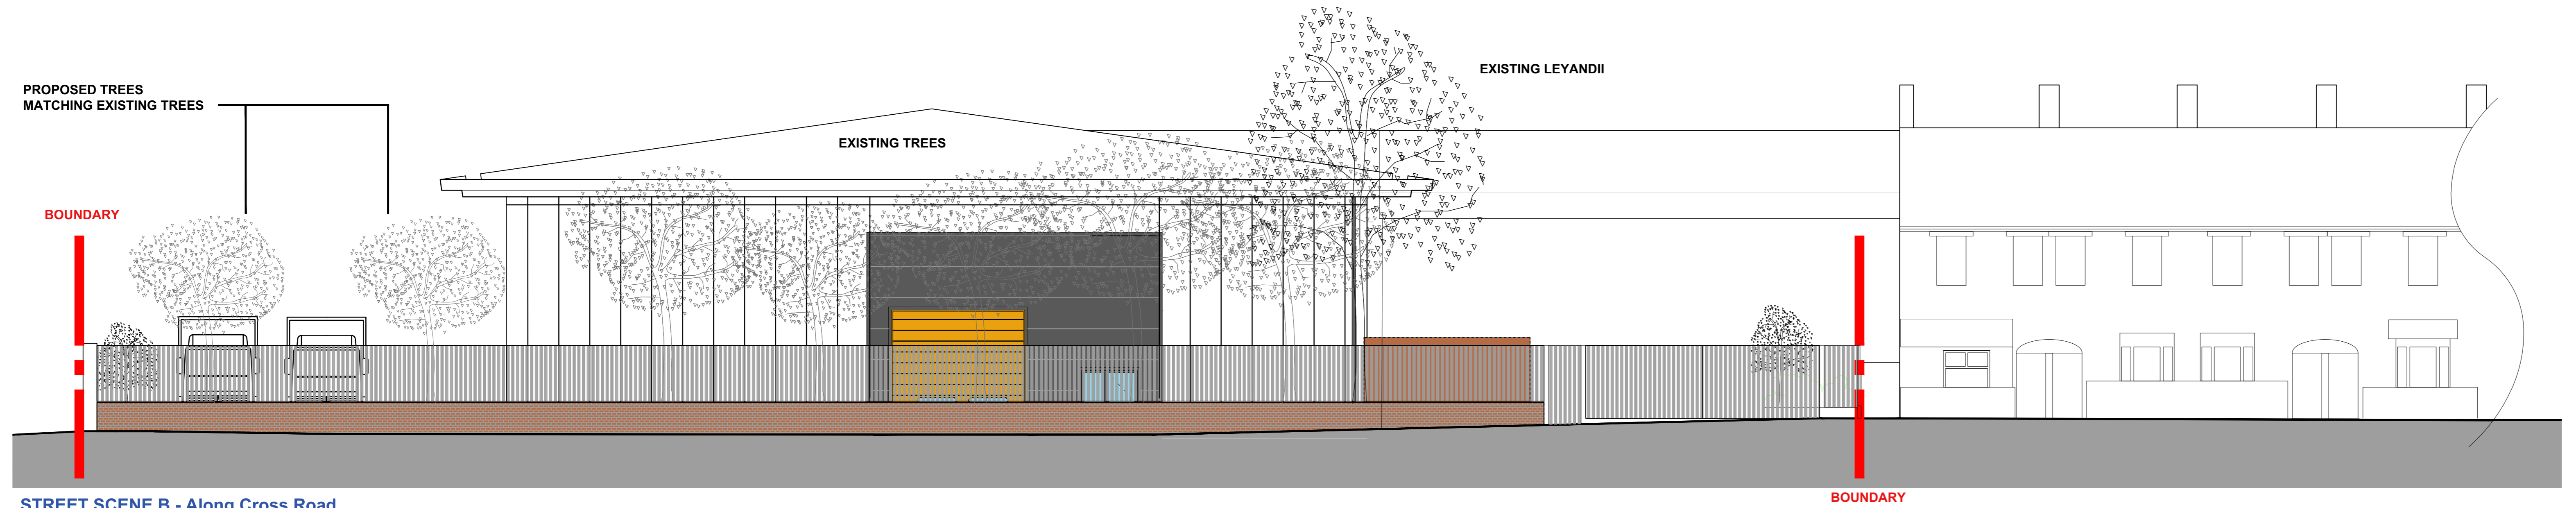 PROPOSED TREES
MATCHING EXISTING TREES
EXISTING LEYANDII
EXISTING TREES
BOUNDARY
BOUNDARY
STREET SCENE B - Along Cross Road